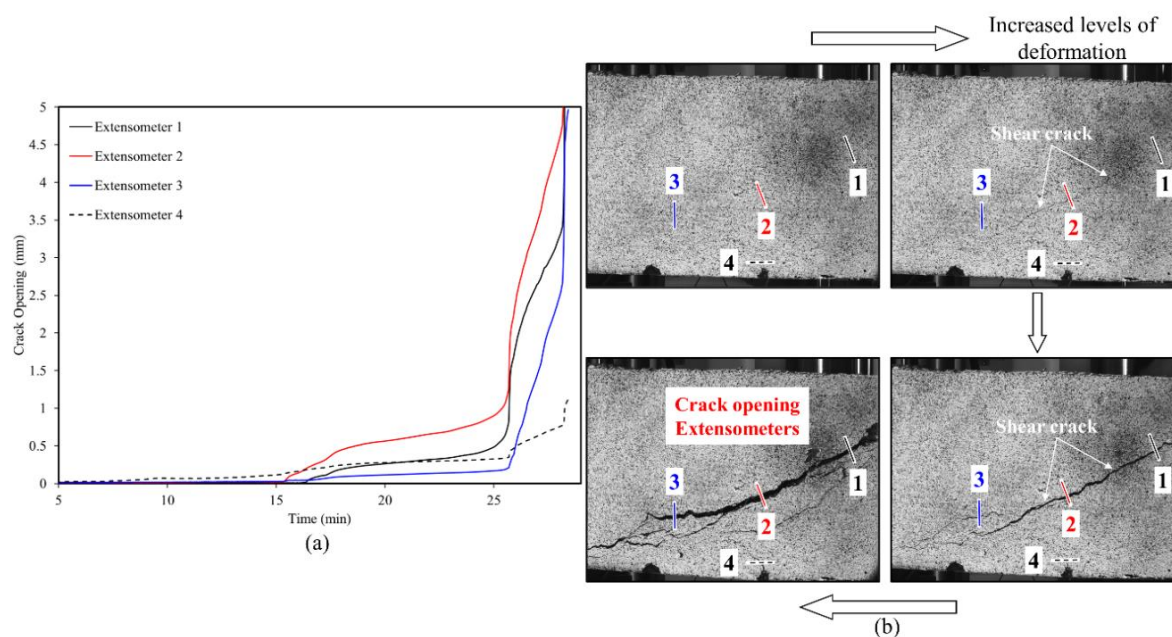 Increased levels of
deformation
5
4.5
4
3.5
3
2.5
2
1.5
1
0.5
0
Crack Opening (mm)
Extensometer 1
Extensometer 2
Extensometer 3
Extensometer 4
5
10
15
20
25
Time (min)
(a)
3
2
1
4
Shear crack
3
2
1
4
Crack opening
Extensometers
3
2
1
4
Shear crack
3
2
1
4
(b)